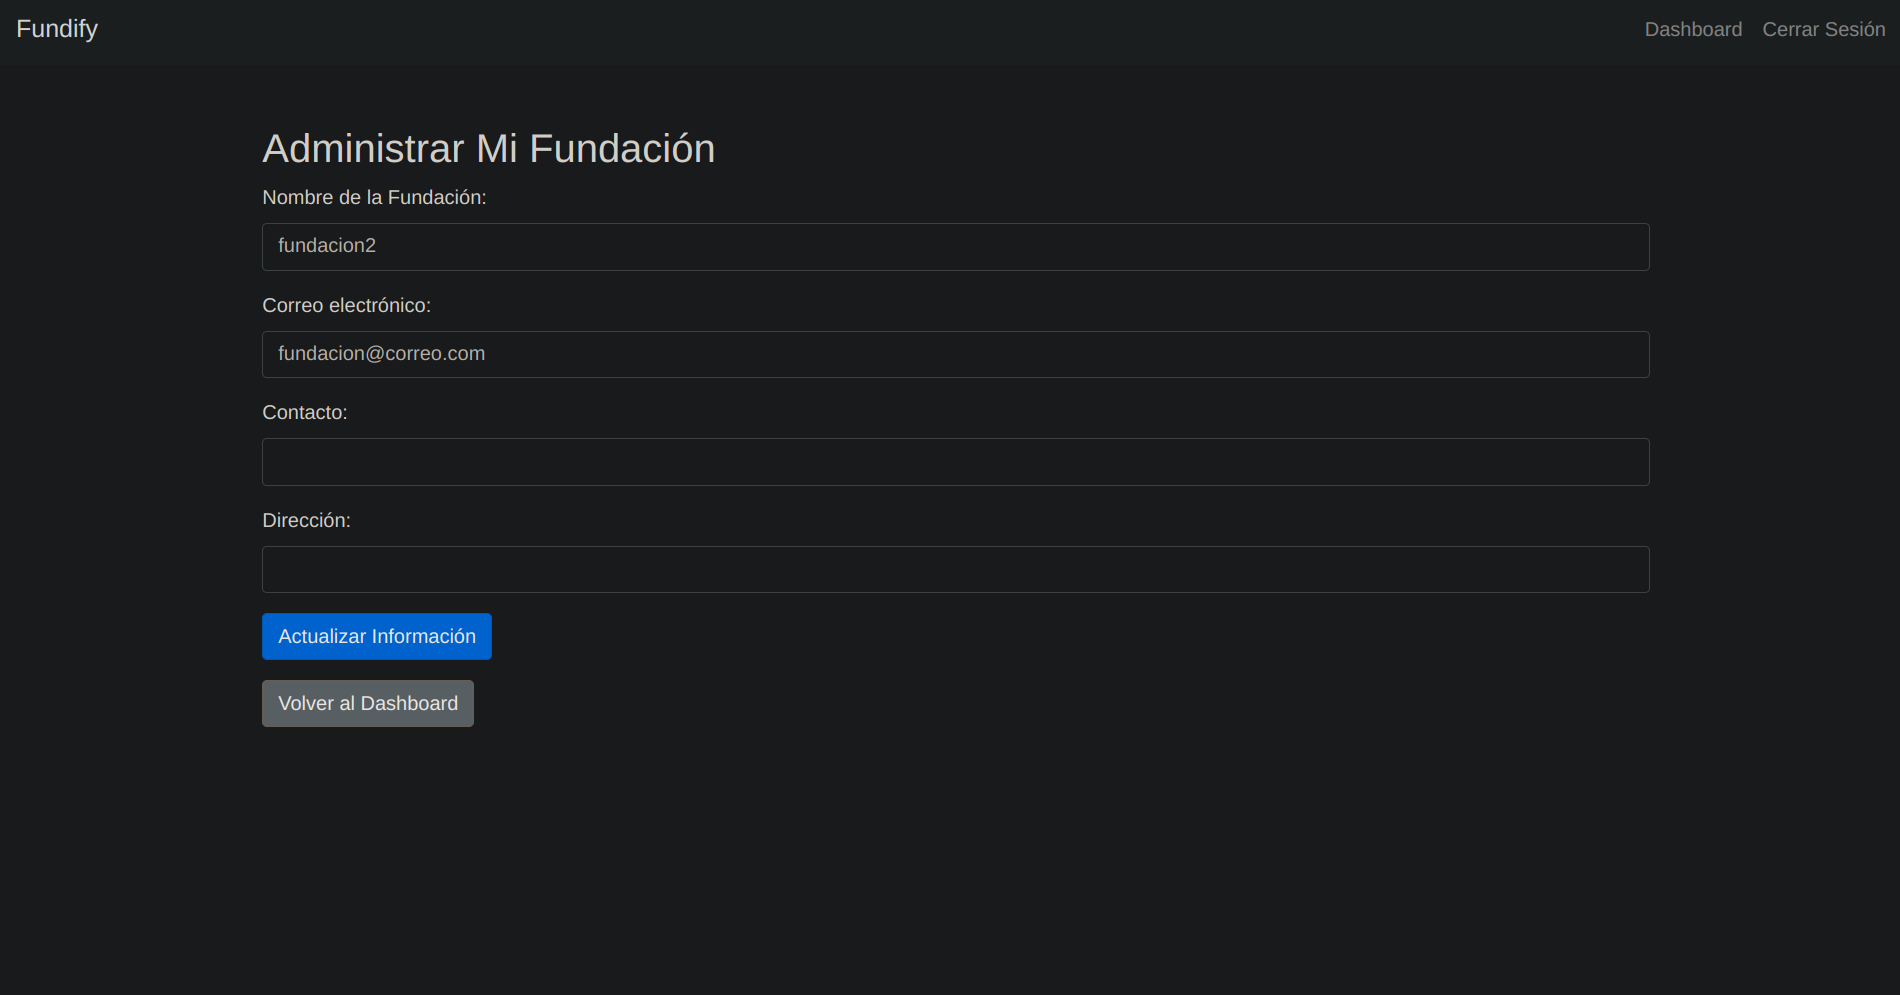 Fundify
Dashboard Cerrar Sesión
Administrar Mi Fundación
Nombre de la Fundación:
fundacion2
Correo electrónico:
fundacion@correo.com
Contacto:
Dirección:
Actualizar Información
Volver al Dashboard